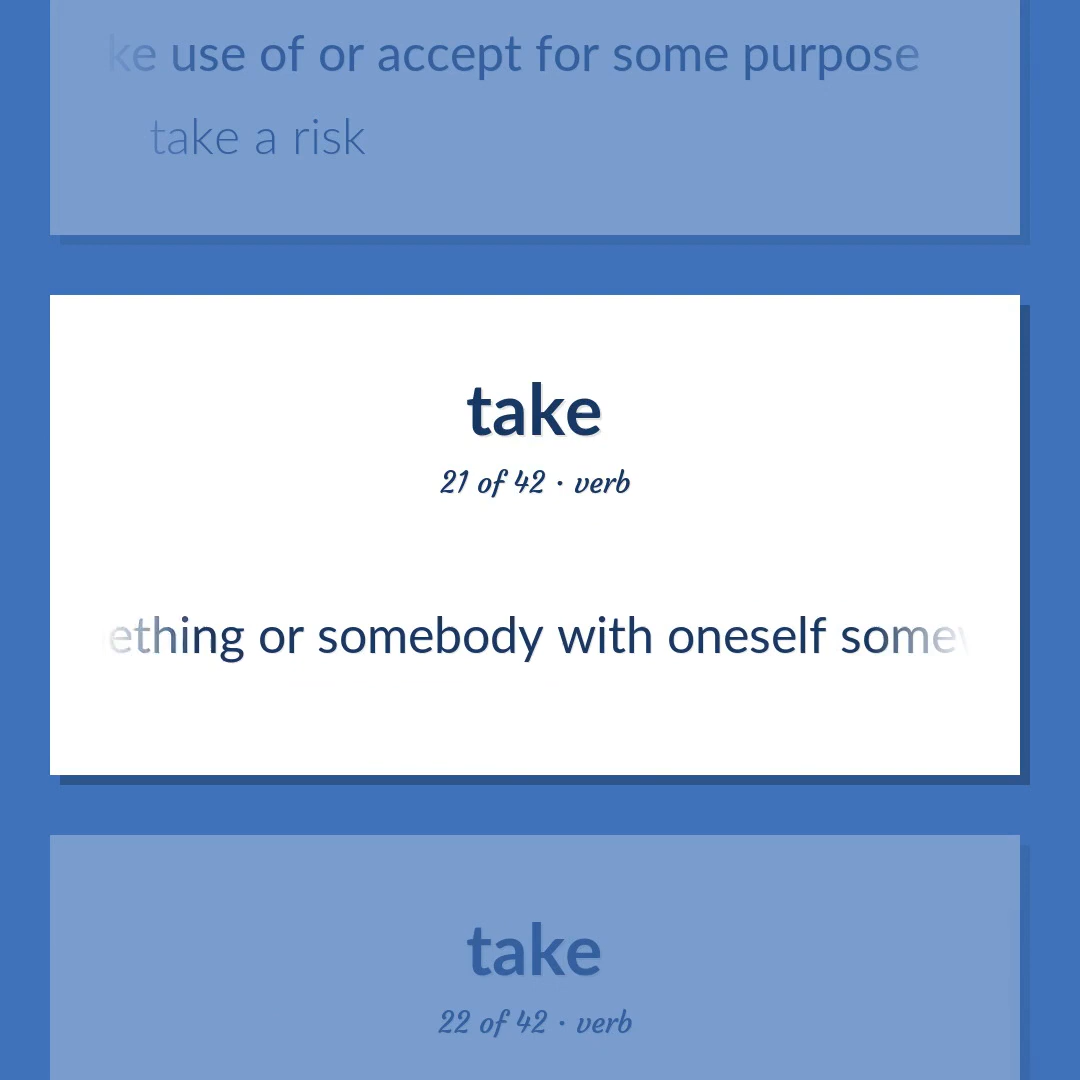 ke use of or accept for some purpose
take a risk
take
21 of 42 · verb
ething or somebody with oneself some
take
22 of 42 · verb